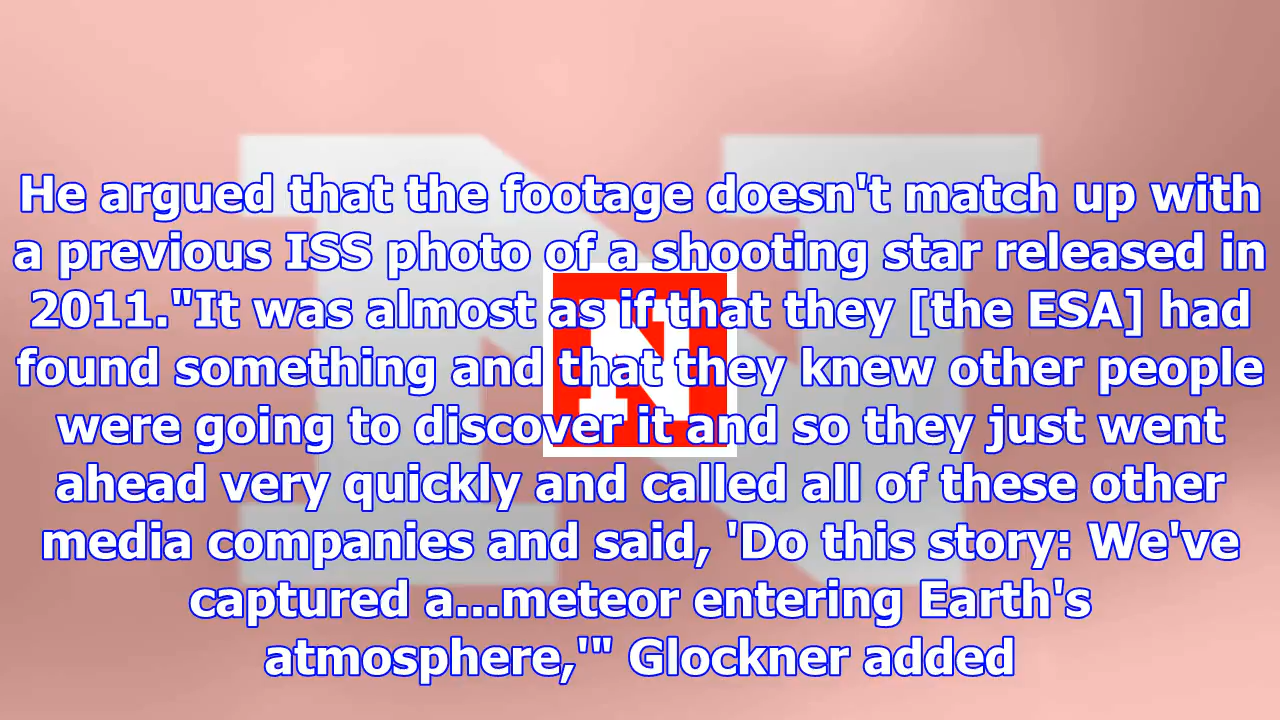 He argued that the footage doesn't match up with
a previous ISS photo of a shooting star released in
2011."It was almost as if that they [the ESA] had
found something and that they knew other people
were going to discover it and so they just went
ahead very quickly and called all of these other
media companies and said, 'Do this story: We've
captured a...meteor entering Earth's
atmosphere,'" Glockner added
N